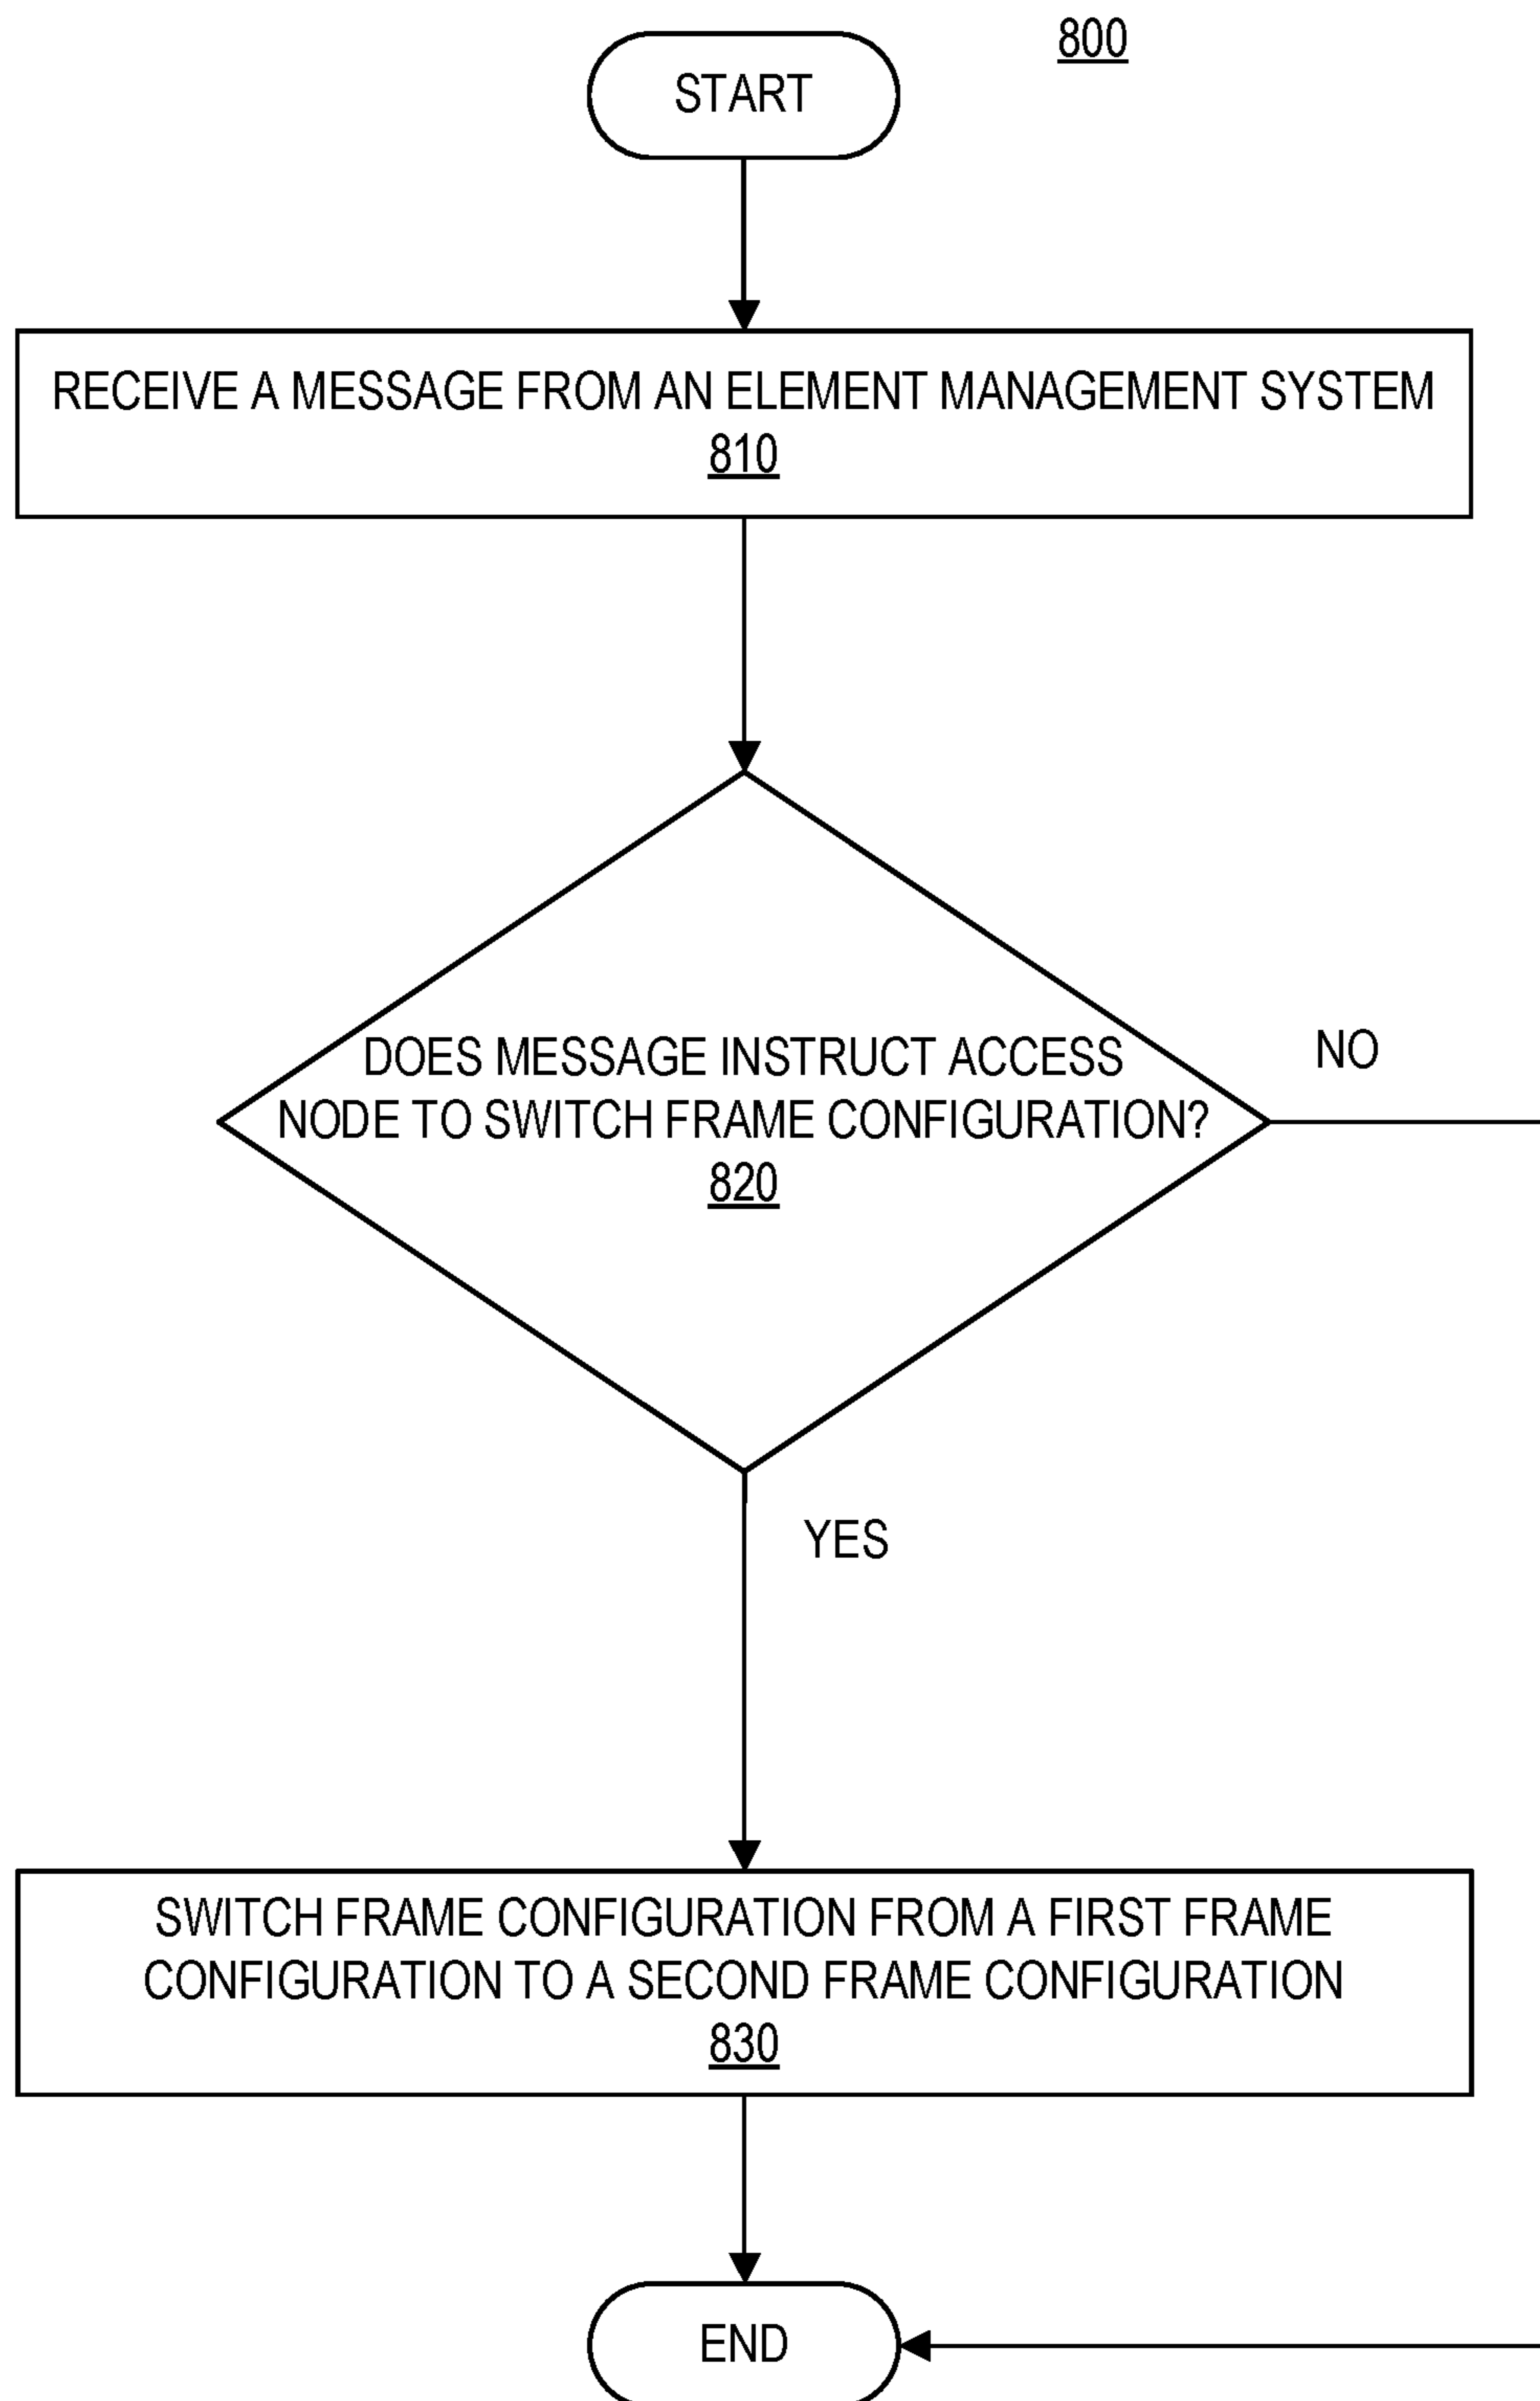 800
START
RECEIVE A MESSAGE FROM AN ELEMENT MANAGEMENT SYSTEM
810
DOES MESSAGE INSTRUCT ACCESS
NODE TO SWITCH FRAME CONFIGURATION?
820
NO
YES
SWITCH FRAME CONFIGURATION FROM A FIRST FRAME
CONFIGURATION TO A SECOND FRAME CONFIGURATION
830
END